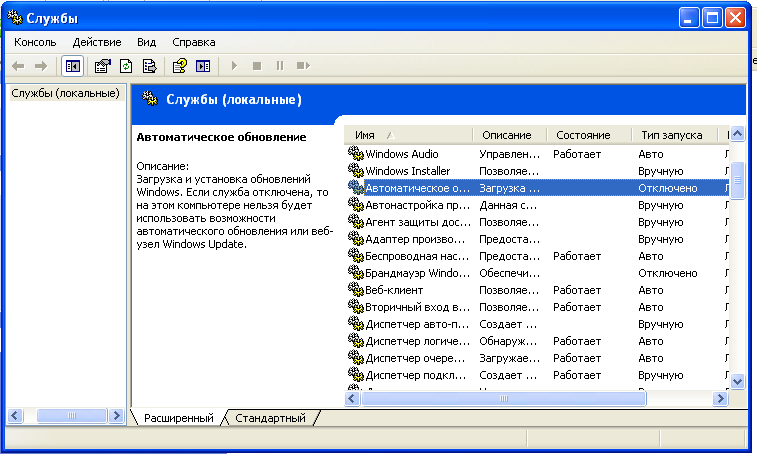 Службы
Консоль Действие Вид Справка
Службы (локальные)
Службы (локальные)
Автоматическое обновление
Описание:
Загрузка и установка обновлений
Windows. Если служба отключена, то
на этом компьютере нельзя будет
использовать возможности
автоматического обновления или веб-
узел Windows Update.
Имя Описание Состояние Тип запуска
Windows Audio Управлен... Работает Авто
Windows Installer Позволяе... Вручную
Автоматическое о... Загрузка ... Отключено
Автонастройка пр... Данная с... Вручную
Агент защиты дос... Позволяе... Вручную
Адаптер произво... Предоста... Вручную
Беспроводная нас... Предоста... Работает Авто
Брандмауэр Windo... Обеспечи... Отключено
Веб-клиент Позволяе... Работает Авто
Вторичный вход в... Позволяе... Работает Авто
Диспетчер авто-п... Создает ... Вручную
Диспетчер логиче... Обнаруж... Работает Авто
Диспетчер очере... Загружае... Работает Авто
Диспетчер подкл... Создает ... Работает Вручную
Расширенный Стандартный